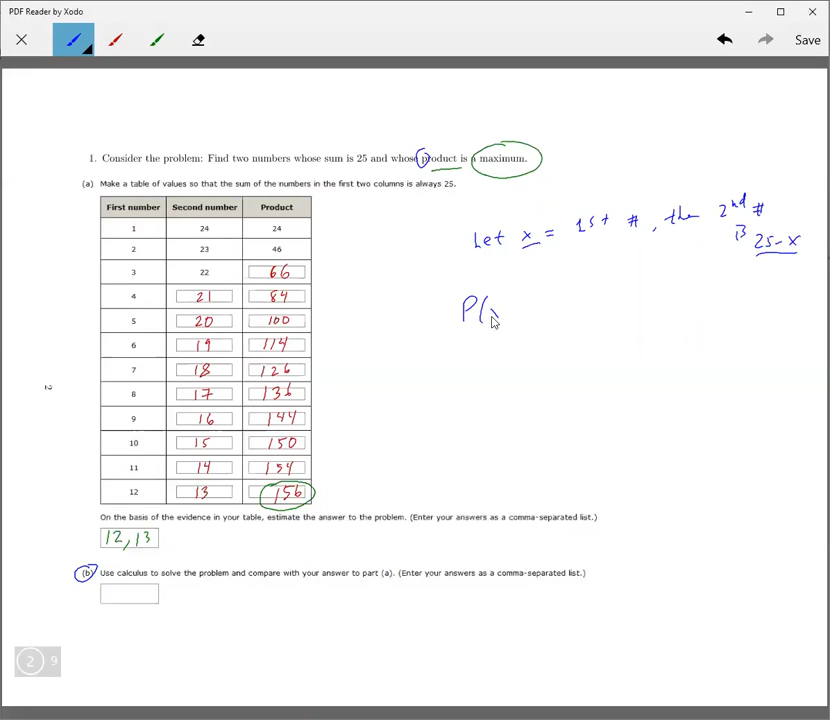 PDF Reader by Xodo
Save
1. Consider the problem: Find two numbers whose sum is 25 and whose product is a maximum.
(a) Make a table of values so that the sum of the numbers in the first two columns is always 25.
First number Second number Product
1 24 24
2 23 46
3 22 66
4 21 84
5 20 100
6 19 114
7 18 126
8 17 136
9 16 144
10 15 150
11 14 154
12 13 156
On the basis of the evidence in your table, estimate the answer to the problem. (Enter your answers as a comma-separated list.)
12,13
(b) Use calculus to solve the problem and compare with your answer to part (a). (Enter your answers as a comma-separated list.)
Let x = 1st #, then 2nd #
is 25-x
P(
2
2 9